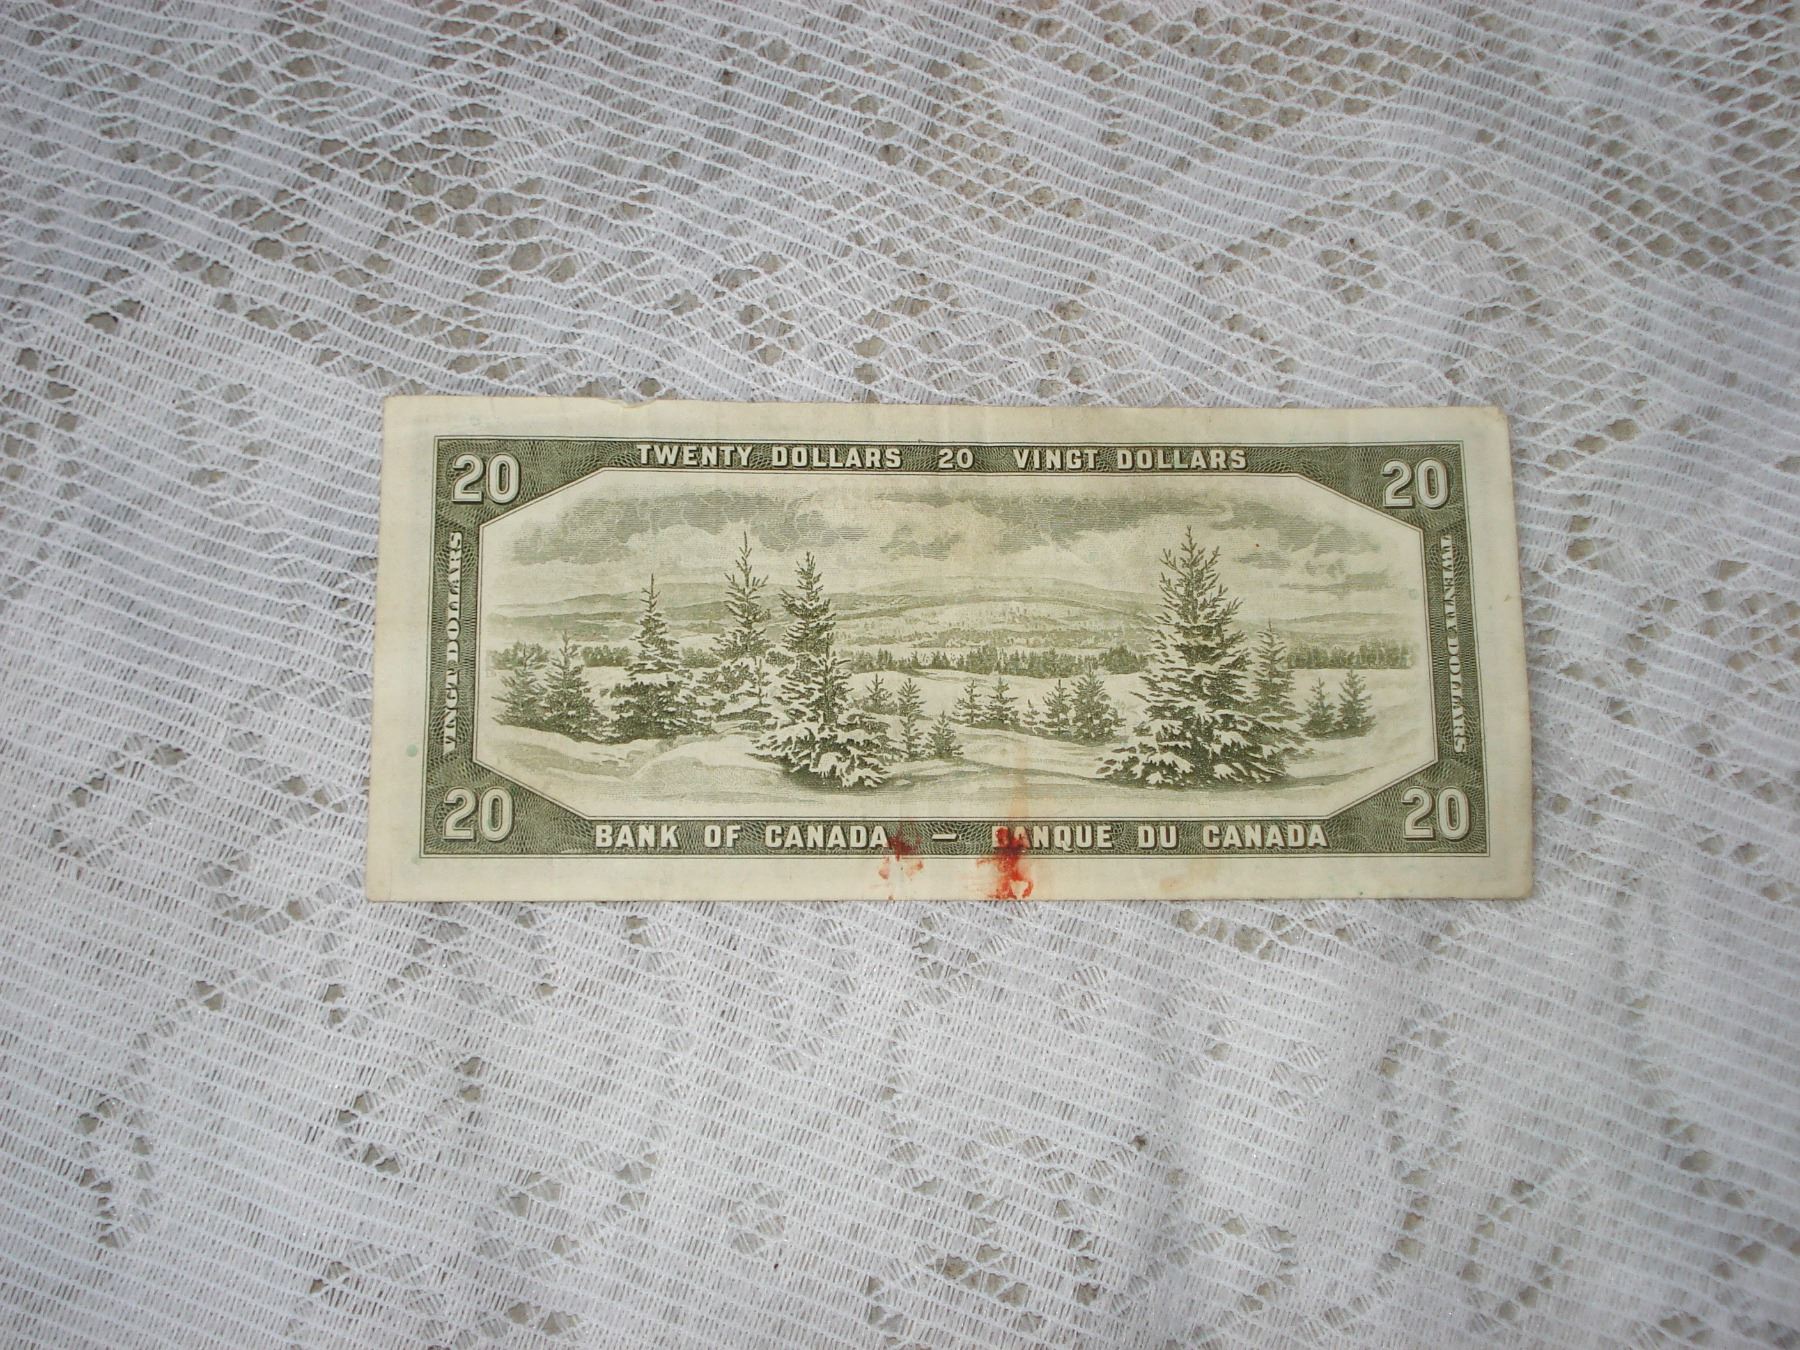 TWENTY DOLLARS 20 VINGT DOLLARS
20
20
VINGT DOLLARS
TWENTY DOLLARS
20
20
BANK OF CANADA – BANQUE DU CANADA